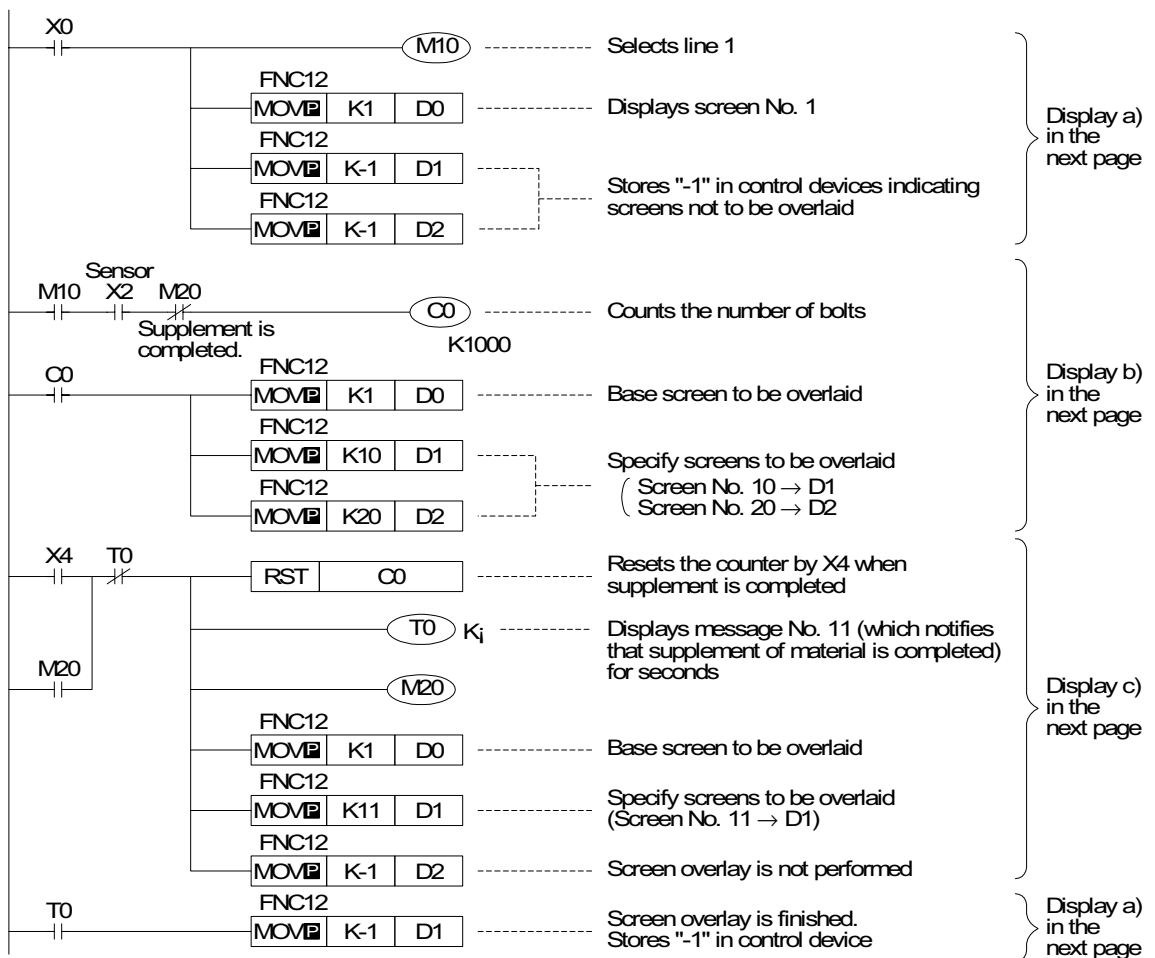 X0
M10
Selects line 1
FNC12
MOVP K1 D0
Displays screen No. 1
FNC12
MOVP K-1 D1
Stores "-1" in control devices indicating
screens not to be overlaid
FNC12
MOVP K-1 D2
Display a)
in the
next page
Sensor
M10 X2 M20
Supplement is
completed.
C0
K1000
Counts the number of bolts
C0
FNC12
MOVP K1 D0
Base screen to be overlaid
FNC12
MOVP K10 D1
Specify screens to be overlaid
Screen No. 10 → D1
Screen No. 20 → D2
FNC12
MOVP K20 D2
Display b)
in the
next page
X4 T0
RST C0
Resets the counter by X4 when
supplement is completed
T0 Ki
Displays message No. 11 (which notifies
that supplement of material is completed)
for seconds
M20
M20
FNC12
MOVP K1 D0
Base screen to be overlaid
FNC12
MOVP K11 D1
Specify screens to be overlaid
(Screen No. 11 → D1)
FNC12
MOVP K-1 D2
Screen overlay is not performed
Display c)
in the
next page
T0
FNC12
MOVP K-1 D1
Screen overlay is finished.
Stores "-1" in control device
Display a)
in the
next page